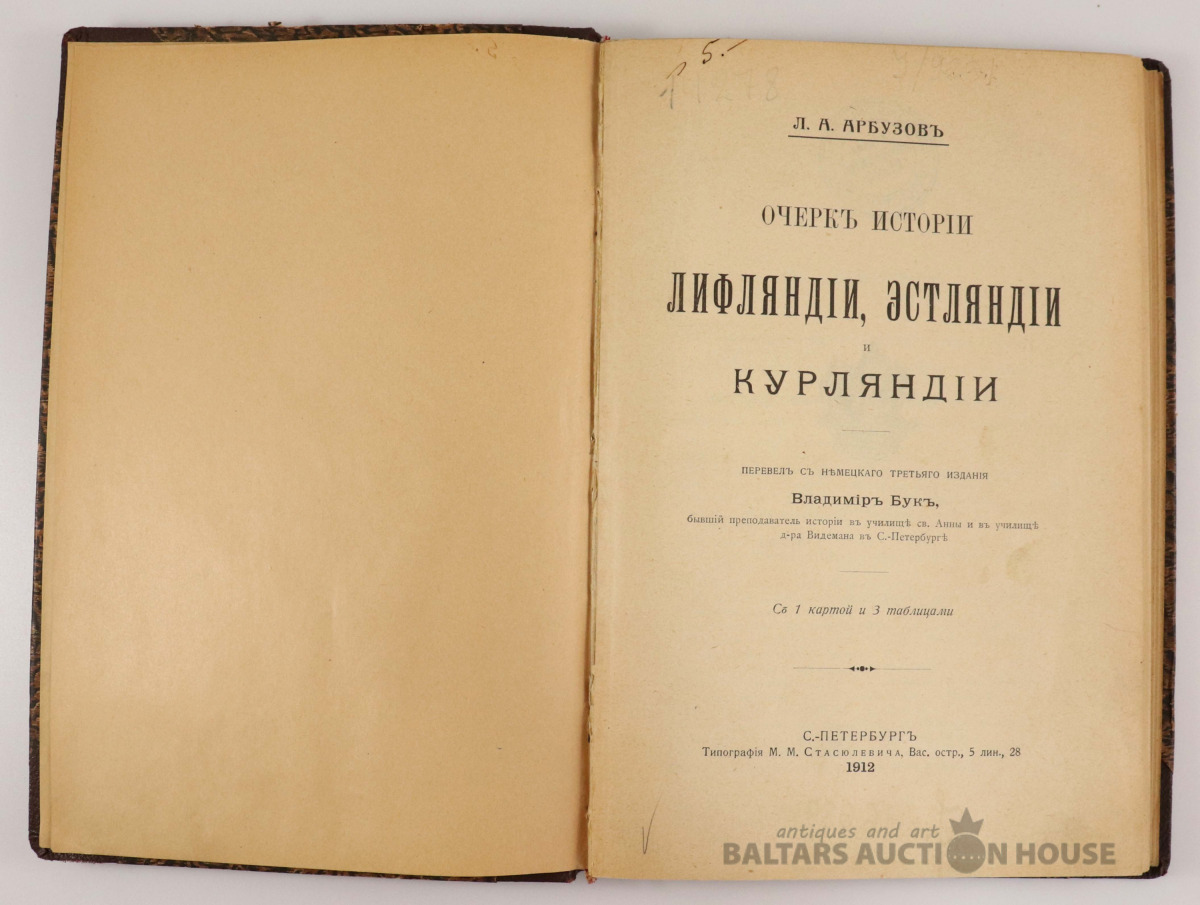 5.–
Л. А. АРБУЗОВЪ
ОЧЕРКЪ ИСТОРІИ
ЛИФЛЯНДІИ, ЭСТЛЯНДІИ
И
КУРЛЯНДІИ
ПЕРЕВЕЛЪ СЪ НѢМЕЦКАГО ТРЕТЬЯГО ИЗДАНІЯ
Владиміръ Букъ,
бывшій преподаватель исторіи въ училищѣ св. Анны и въ училищѣ
д-ра Видемана въ С.-Петербургѣ
Съ 1 картой и 3 таблицами
С.-ПЕТЕРБУРГЪ
Типографія М. М. Стасюлевича, Вас. остр., 5 лин., 28
1912
antiques and art
BALTARS AUCTION HOUSE